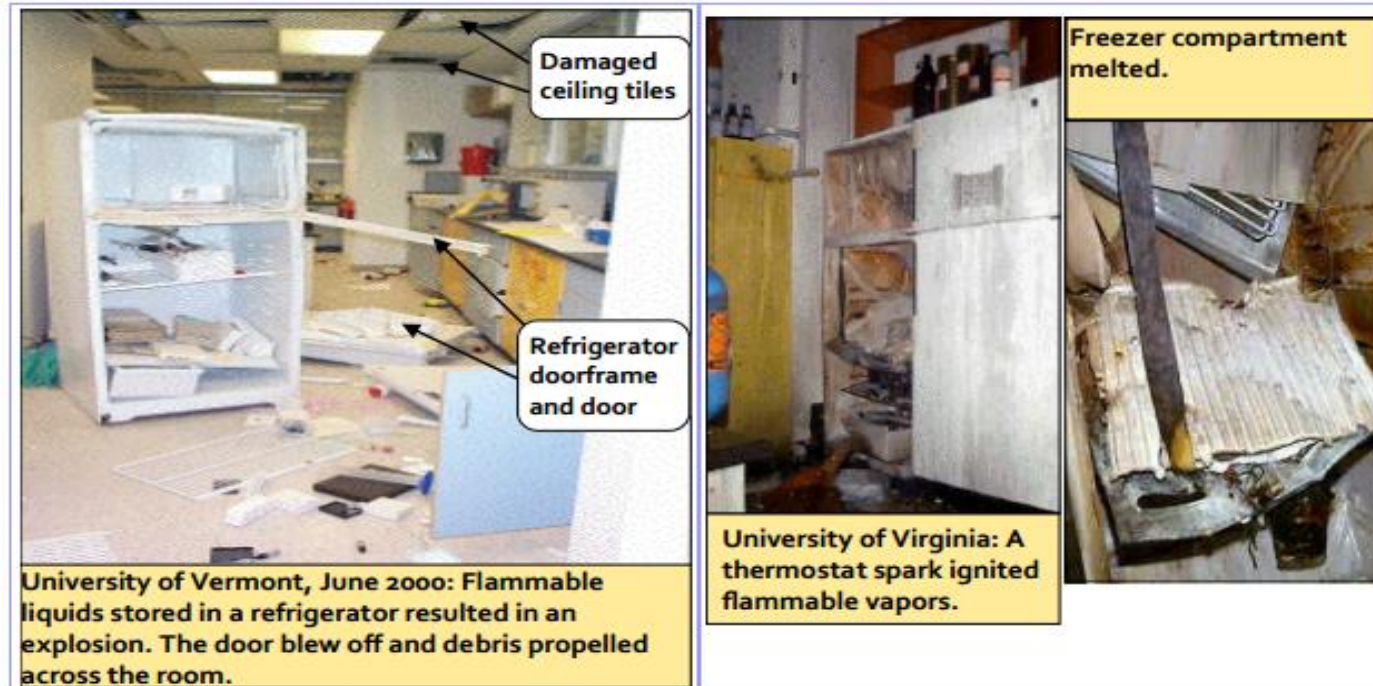 Damaged
ceiling tiles
Refrigerator
doorframe
and door
University of Vermont, June 2000: Flammable
liquids stored in a refrigerator resulted in an
explosion. The door blew off and debris propelled
across the room.
University of Virginia: A
thermostat spark ignited
flammable vapors.
Freezer compartment
melted.